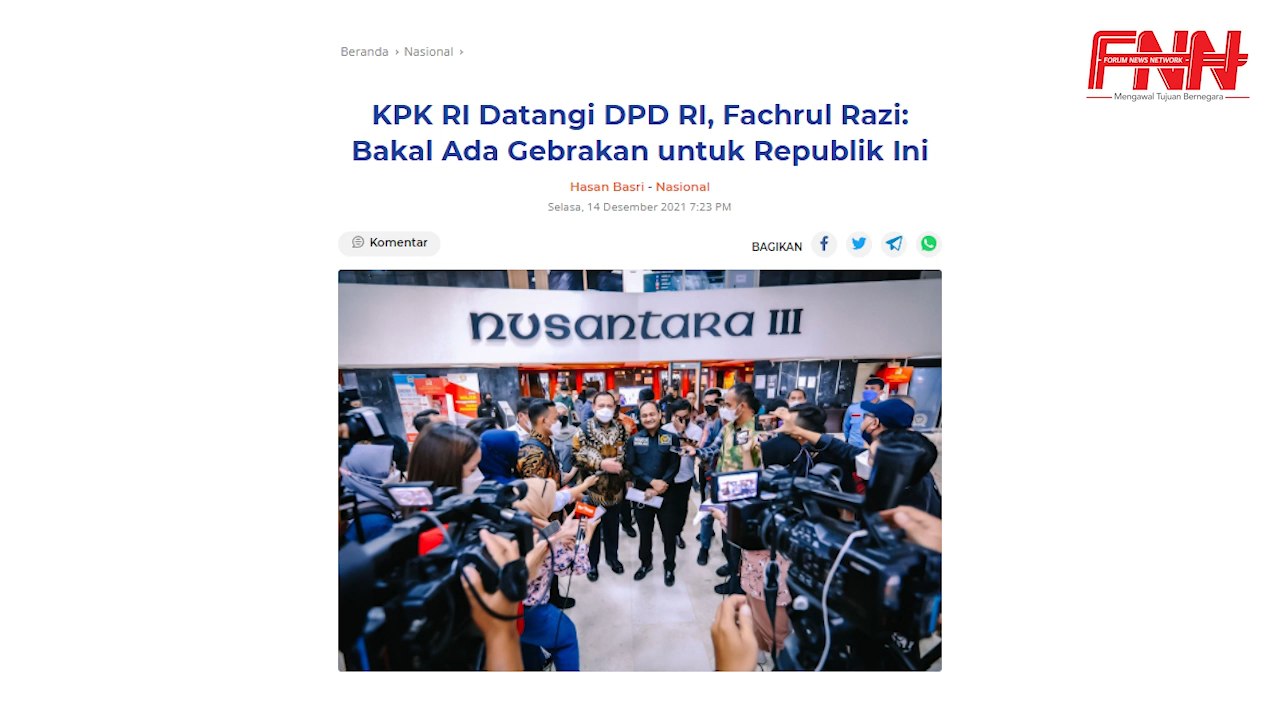 Beranda › Nasional ›
FNN
FORUM NEWS NETWORK
Mengawal Tujuan Bernegara
KPK RI Datangi DPD RI, Fachrul Razi:
Bakal Ada Gebrakan untuk Republik Ini
Hasan Basri - Nasional
Selasa, 14 Desember 2021 7:23 PM
Komentar
BAGIKAN
NUSANTARA III